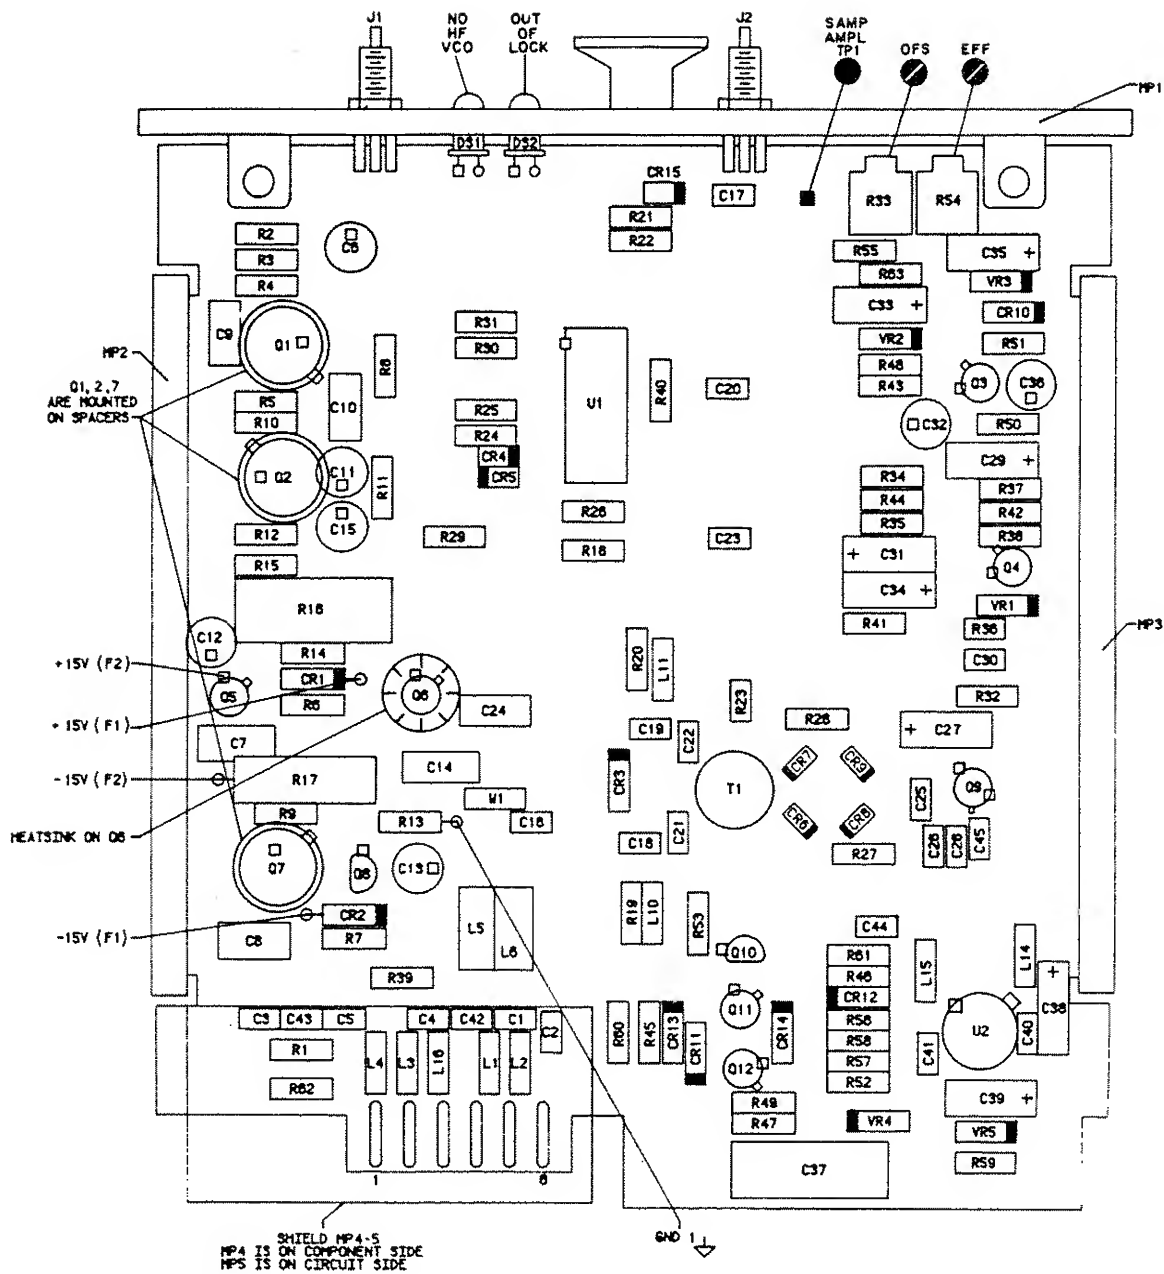 J1
NO
HF
VCO
OUT
OF
LOCK
J2
SAMP
AMPL
TP1
OFS
EFF
MP1
DS1
DS2
CR15
C17
R33
R54
R21
R22
R2
R3
R4
C6
R55
R63
C35 +
VR3
C33 +
CR10
C9
Q1
R31
R30
R8
VR2
R51
MP2
R48
R43
Q3
C36
Q1, 2, 7
ARE MOUNTED
ON SPACERS
R5
R10
C10
R25
R24
U1
R40
C20
C32
R50
CR4
CR5
C29 +
Q2
C11
R11
R34
R44
R35
R37
R42
R38
R12
C15
R29
R26
R18
C23
+ C31
Q4
R15
C34 +
R16
VR1
R41
R36
C12
R14
C30
+15V (F2)
CR1
Q5
R6
Q6
R20
L11
R23
R32
+15V (F1)
C24
C19
C22
R28
+ C27
C7
-15V (F2)
R17
C14
CR3
T1
CR7
CR9
Q9
W1
C25
HEATSINK ON Q6
R9
R13
C16
C18
C21
CR6
CR8
C28
C26
C45
Q7
Q8
C13
R27
CR2
R7
-15V (F1)
C8
L5
L6
R19
L10
R53
C44
MP3
Q10
R61
R46
L15
L14
R39
CR12
C38 +
C3
C43
C5
C4
C42
C1
C2
R60
R45
CR13
CR11
Q11
CR14
R56
R58
R57
R52
U2
C40
C41
R1
L4
L3
L16
L1
L2
Q12
R62
R49
R47
C39 +
VR4
VR5
R59
C37
1
6
GND 1
SHIELD MP4-5
MP4 IS ON COMPONENT SIDE
MP5 IS ON CIRCUIT SIDE